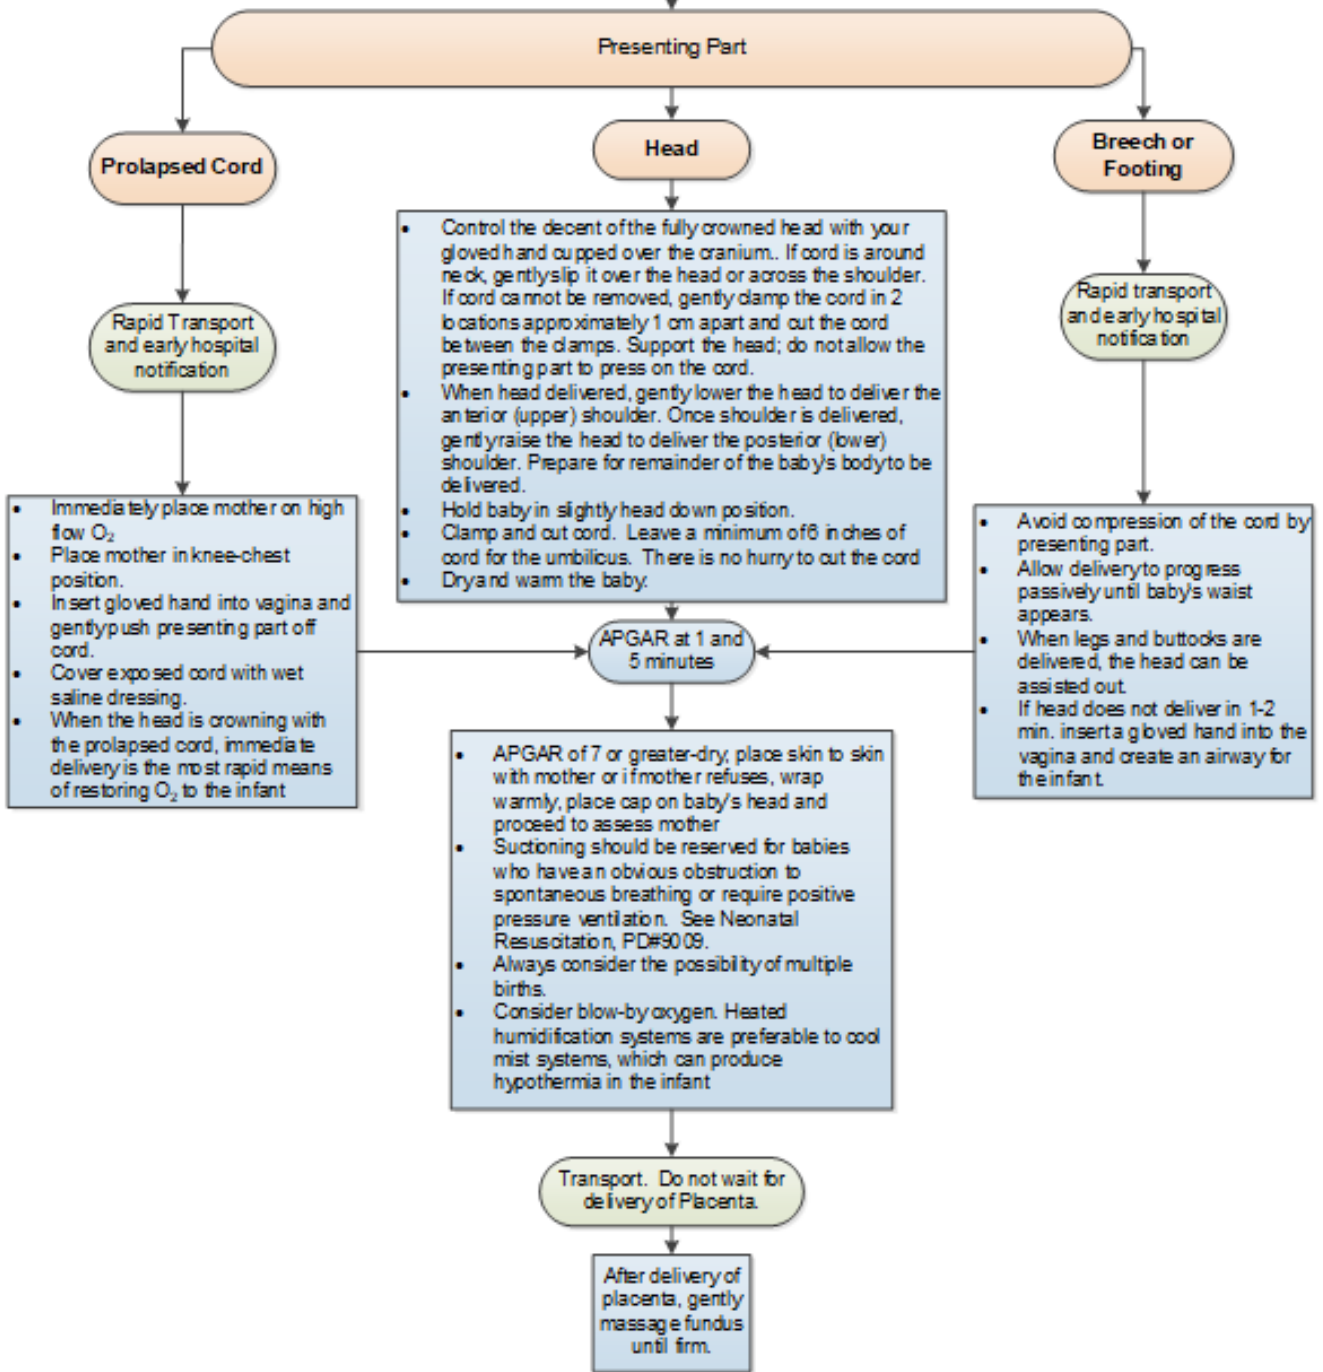 Presenting Part
Prolapsed Cord
Head
Breech or
Footing
Rapid Transport
and early hospital
notification
• Control the decent of the fully crowned head with your
gloved hand cupped over the cranium.. If cord is around
neck, gently slip it over the head or across the shoulder.
If cord cannot be removed, gently clamp the cord in 2
locations approximately 1 cm apart and cut the cord
between the clamps. Support the head; do not allow the
presenting part to press on the cord.
• When head delivered, gently lower the head to deliver the
anterior (upper) shoulder. Once shoulder is delivered,
gently raise the head to deliver the posterior (lower)
shoulder. Prepare for remainder of the baby's body to be
delivered.
• Hold baby in slightly head down position.
• Clamp and cut cord. Leave a minimum of 6 inches of
cord for the umbilicus. There is no hurry to cut the cord
• Dry and warm the baby.
Rapid transport
and early hospital
notification
• Immediately place mother on high
flow O₂
• Place mother in knee-chest
position.
• Insert gloved hand into vagina and
gently push presenting part off
cord.
• Cover exposed cord with wet
saline dressing.
• When the head is crowning with
the prolapsed cord, immediate
delivery is the most rapid means
of restoring O₂ to the infant
APGAR at 1 and
5 minutes
• Avoid compression of the cord by
presenting part.
• Allow delivery to progress
passively until baby's waist
appears.
• When legs and buttocks are
delivered, the head can be
assisted out.
• If head does not deliver in 1-2
min. insert a gloved hand into the
vagina and create an airway for
the infant.
• APGAR of 7 or greater-dry, place skin to skin
with mother or if mother refuses, wrap
warmly, place cap on baby's head and
proceed to assess mother
• Suctioning should be reserved for babies
who have an obvious obstruction to
spontaneous breathing or require positive
pressure ventilation. See Neonatal
Resuscitation, PD#9009.
• Always consider the possibility of multiple
births.
• Consider blow-by oxygen. Heated
humidification systems are preferable to cool
mist systems, which can produce
hypothermia in the infant
Transport. Do not wait for
delivery of Placenta.
After delivery of
placenta, gently
massage fundus
until firm.